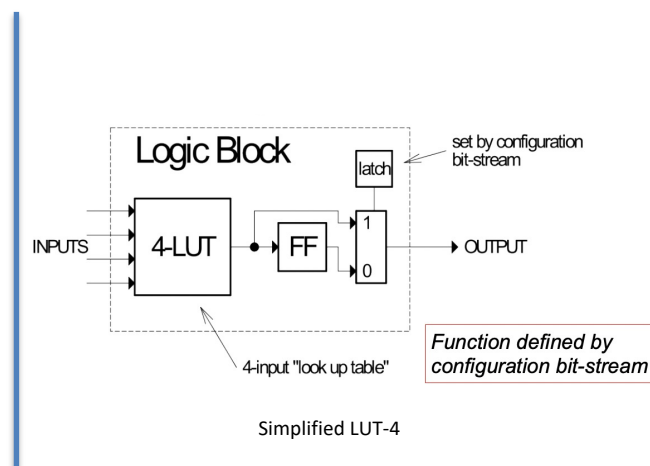 Logic Block
set by configuration
bit-stream
latch
INPUTS
4-LUT
FF
1
0
OUTPUT
4-input "look up table"
Function defined by
configuration bit-stream
Simplified LUT-4